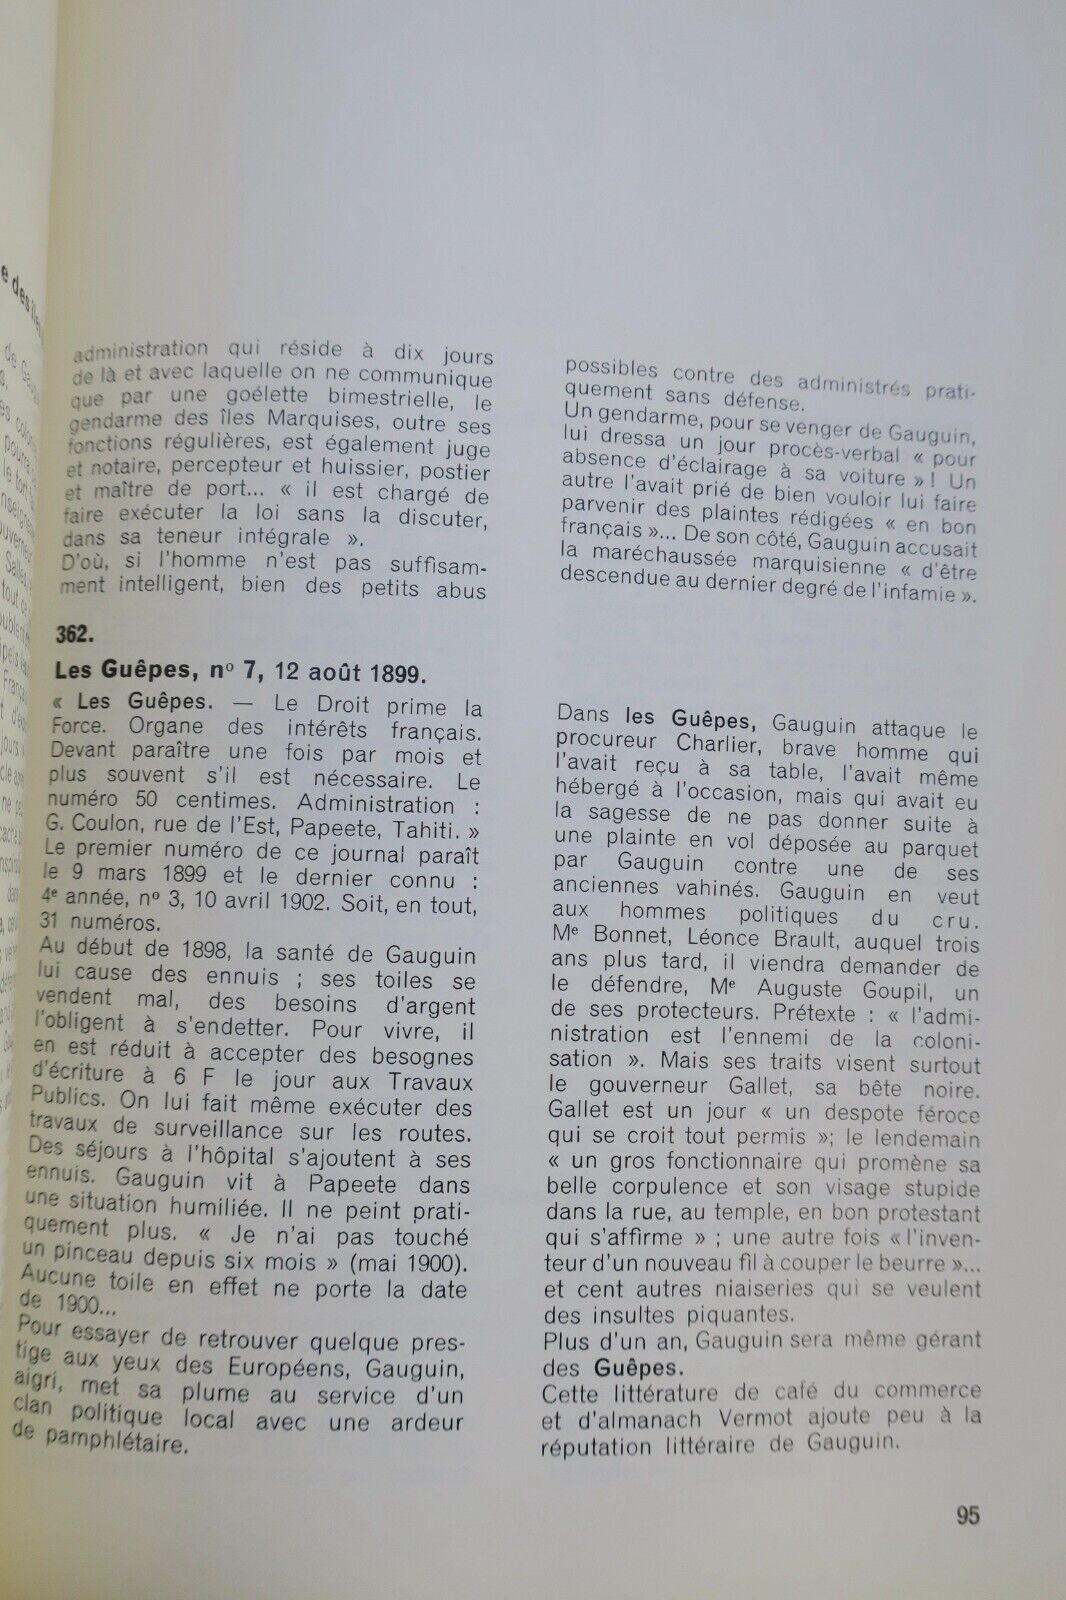 e des îles
de Gaug
administration qui réside à dix jours
de là et avec laquelle on ne communique
que par une goélette bimestrielle, le
gendarme des îles Marquises, outre ses
fonctions régulières, est également juge
et notaire, percepteur et huissier, postier
et maître de port... « il est chargé de
faire exécuter la loi sans la discuter,
dans sa teneur intégrale ».
D'où, si l'homme n'est pas suffisam-
ment intelligent, bien des petits abus
possibles contre des administrés prati-
quement sans défense.
Un gendarme, pour se venger de Gauguin,
lui dressa un jour procès-verbal « pour
absence d'éclairage à sa voiture » ! Un
autre l'avait prié de bien vouloir lui faire
parvenir des plaintes rédigées « en bon
français »... De son côté, Gauguin accusait
la maréchaussée marquisienne « d'être
descendue au dernier degré de l'infamie ».
362.
Les Guêpes, nº 7, 12 août 1899.
« Les Guêpes. — Le Droit prime la
Force. Organe des intérêts français.
Devant paraître une fois par mois et
plus souvent s'il est nécessaire. Le
numéro 50 centimes. Administration :
G. Coulon, rue de l'Est, Papeete, Tahiti. »
Le premier numéro de ce journal paraît
le 9 mars 1899 et le dernier connu :
4e année, nº 3, 10 avril 1902. Soit, en tout,
31 numéros.
Au début de 1898, la santé de Gauguin
lui cause des ennuis ; ses toiles se
vendent mal, des besoins d'argent
l'obligent à s'endetter. Pour vivre, il
en est réduit à accepter des besognes
d'écriture à 6 F le jour aux Travaux
Publics. On lui fait même exécuter des
travaux de surveillance sur les routes.
Des séjours à l'hôpital s'ajoutent à ses
ennuis. Gauguin vit à Papeete dans
une situation humiliée. Il ne peint prati-
quement plus. « Je n'ai pas touché
un pinceau depuis six mois » (mai 1900).
Aucune toile en effet ne porte la date
de 1900...
Pour essayer de retrouver quelque pres-
tige aux yeux des Européens, Gauguin,
aigri, met sa plume au service d'un
clan politique local avec une ardeur
de pamphlétaire.
Dans les Guêpes, Gauguin attaque le
procureur Charlier, brave homme qui
l'avait reçu à sa table, l'avait même
hébergé à l'occasion, mais qui avait eu
la sagesse de ne pas donner suite à
une plainte en vol déposée au parquet
par Gauguin contre une de ses
anciennes vahinés. Gauguin en veut
aux hommes politiques du cru.
Me Bonnet, Léonce Brault, auquel trois
ans plus tard, il viendra demander de
le défendre, Me Auguste Goupil, un
de ses protecteurs. Prétexte : « l'admi-
nistration est l'ennemi de la coloni-
sation ». Mais ses traits visent surtout
le gouverneur Gallet, sa bête noire.
Gallet est un jour « un despote féroce
qui se croit tout permis »; le lendemain
« un gros fonctionnaire qui promène sa
belle corpulence et son visage stupide
dans la rue, au temple, en bon protestant
qui s'affirme » ; une autre fois « l'inven-
teur d'un nouveau fil à couper le beurre »...
et cent autres niaiseries qui se veulent
des insultes piquantes.
Plus d'un an, Gauguin sera même gérant
des Guêpes.
Cette littérature de café du commerce
et d'almanach Vermot ajoute peu à la
réputation littéraire de Gauguin.
95